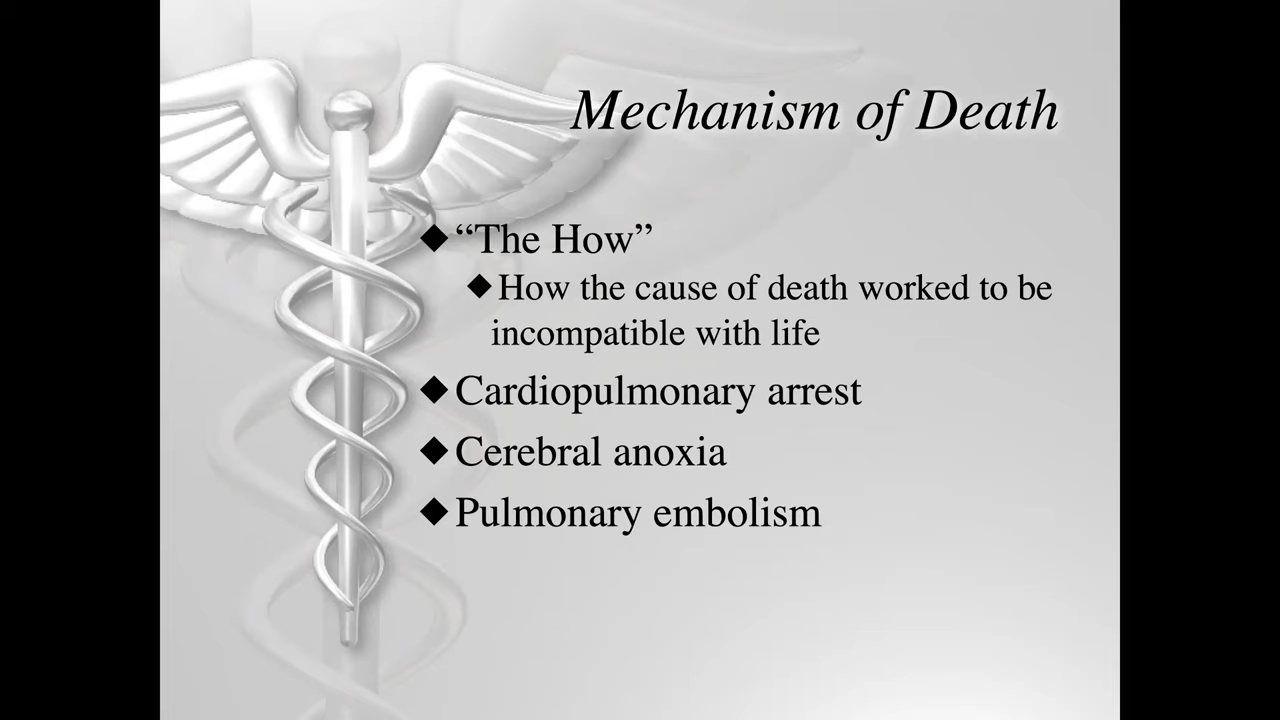 Mechanism of Death
◆“The How”
◆How the cause of death worked to be
incompatible with life
◆Cardiopulmonary arrest
◆Cerebral anoxia
◆Pulmonary embolism